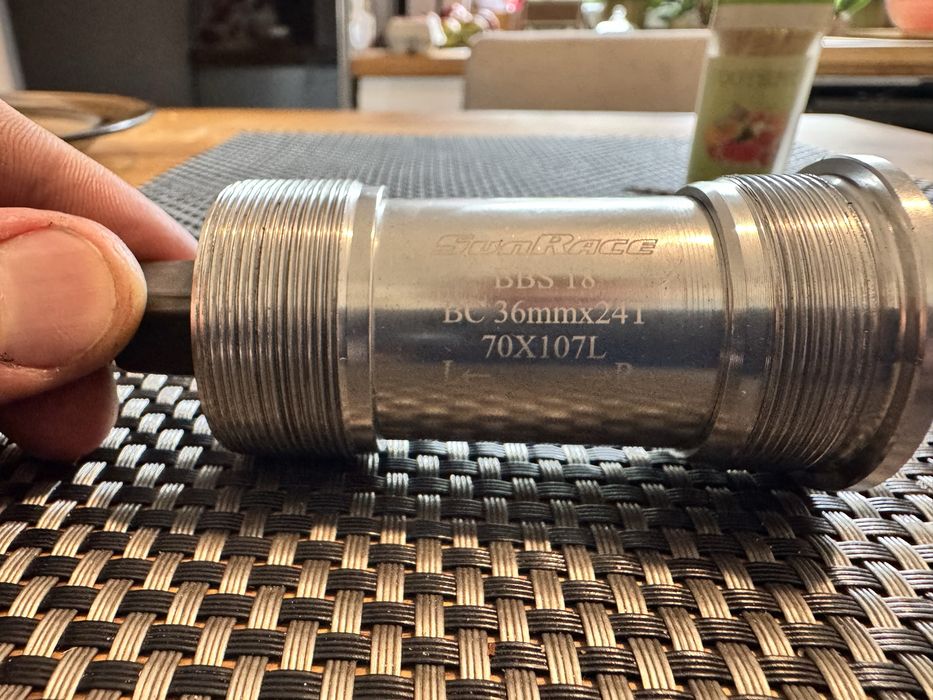 SunRace
BBS 18
BC 36mmx24T
70X107L
L← R